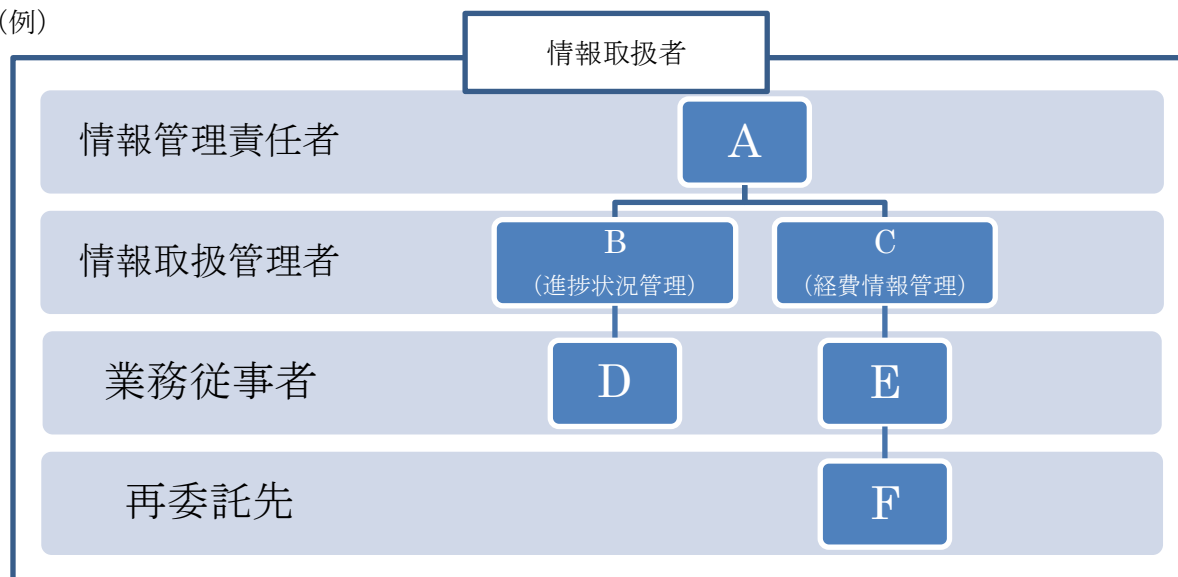 (例)
情報取扱者
情報管理責任者
A
情報取扱管理者
B
(進捗状況管理)
C
(経費情報管理)
業務従事者
D
E
再委託先
F